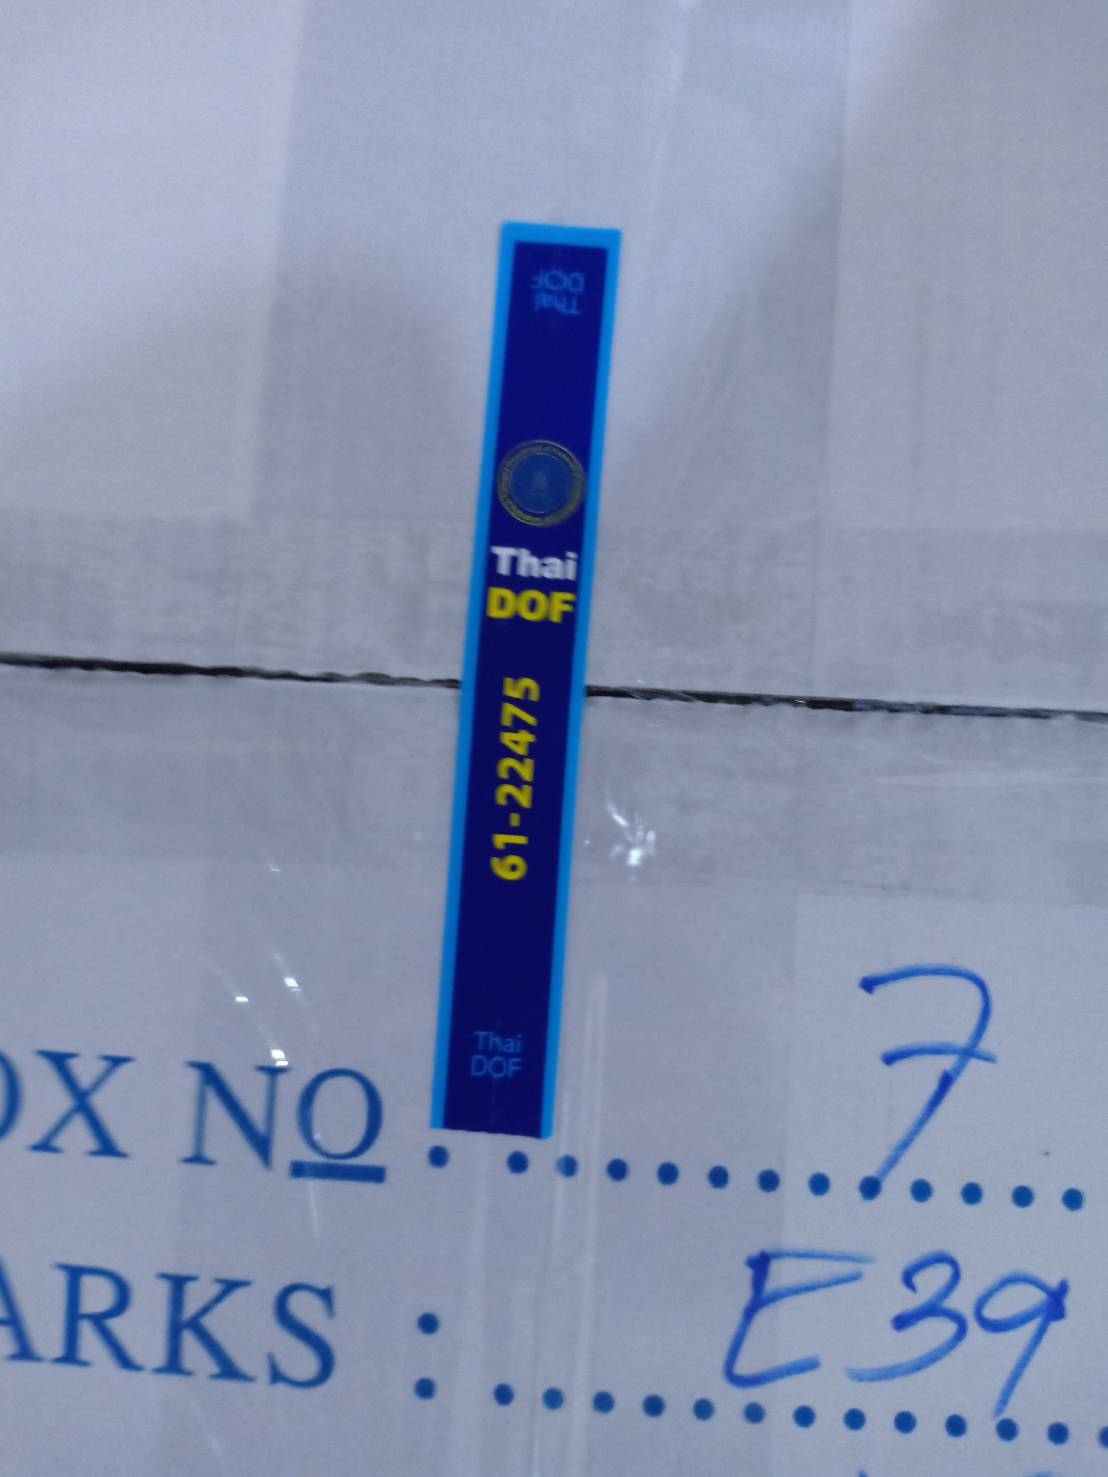 Thai
DOF
Thai
DOF
61-22475
Thai
DOF
OX NO : 7
ARKS : E39